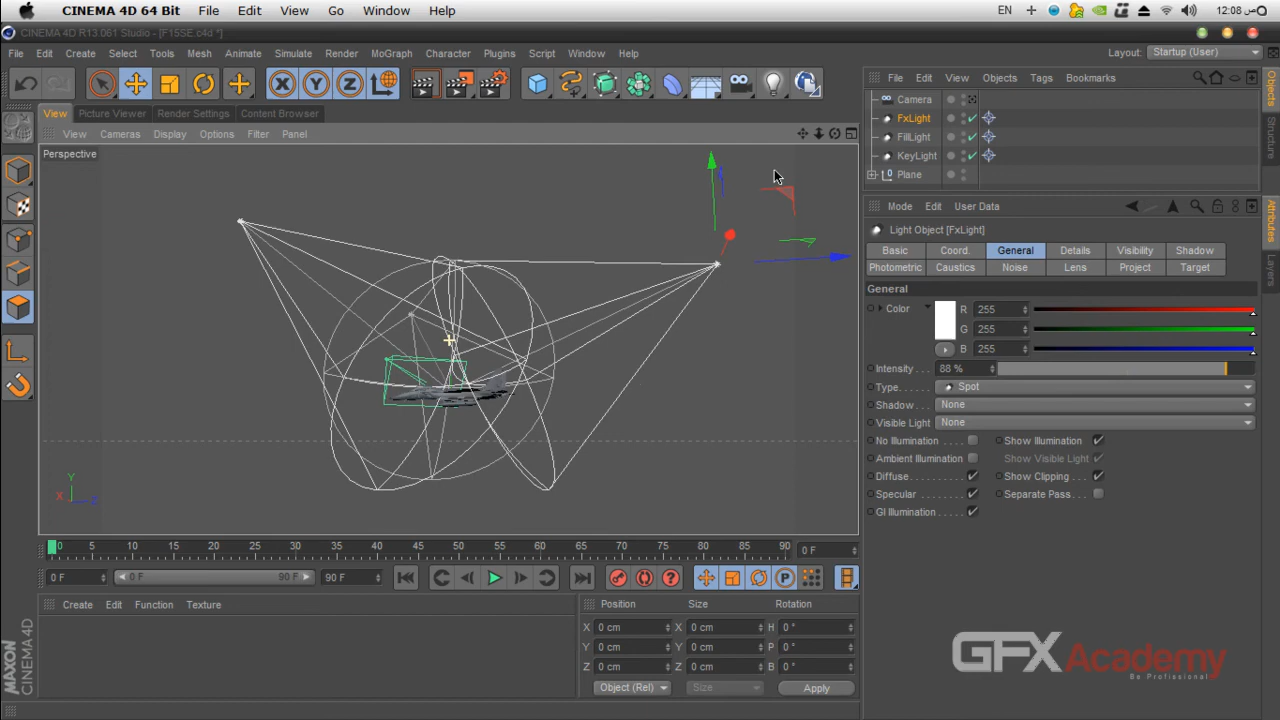 CINEMA 4D 64 Bit File Edit View Go Window Help EN 12:08 ص
CINEMA 4D R13.061 Studio - [F15SE.c4d *]
File Edit Create Select Tools Mesh Animate Simulate Render MoGraph Character Plugins Script Window Help Layout: Startup (User)
X Y Z
File Edit View Objects Tags Bookmarks
Objects
Structure
Camera
FxLight
FillLight
KeyLight
Plane
View Picture Viewer Render Settings Content Browser
View Cameras Display Options Filter Panel
Perspective
Y
X Z
Attributes
Layers
Mode Edit User Data
Light Object [FxLight]
Basic Coord. General Details Visibility Shadow
Photometric Caustics Noise Lens Project Target
General
Color R 255
G 255
B 255
Intensity 88 %
Type Spot
Shadow None
Visible Light None
No Illumination Show Illumination
Ambient Illumination Show Visible Light
Diffuse Show Clipping
Specular Separate Pass
GI Illumination
0 5 10 15 20 25 30 35 40 45 50 55 60 65 70 75 80 85 90 0 F
0 F 0 F 90 F 90 F P
Create Edit Function Texture
Position Size Rotation
X 0 cm X 0 cm H 0 °
Y 0 cm Y 0 cm P 0 °
Z 0 cm Z 0 cm B 0 °
Object (Rel) Size Apply
MAXON CINEMA 4D
GFXAcademy
Be Professional